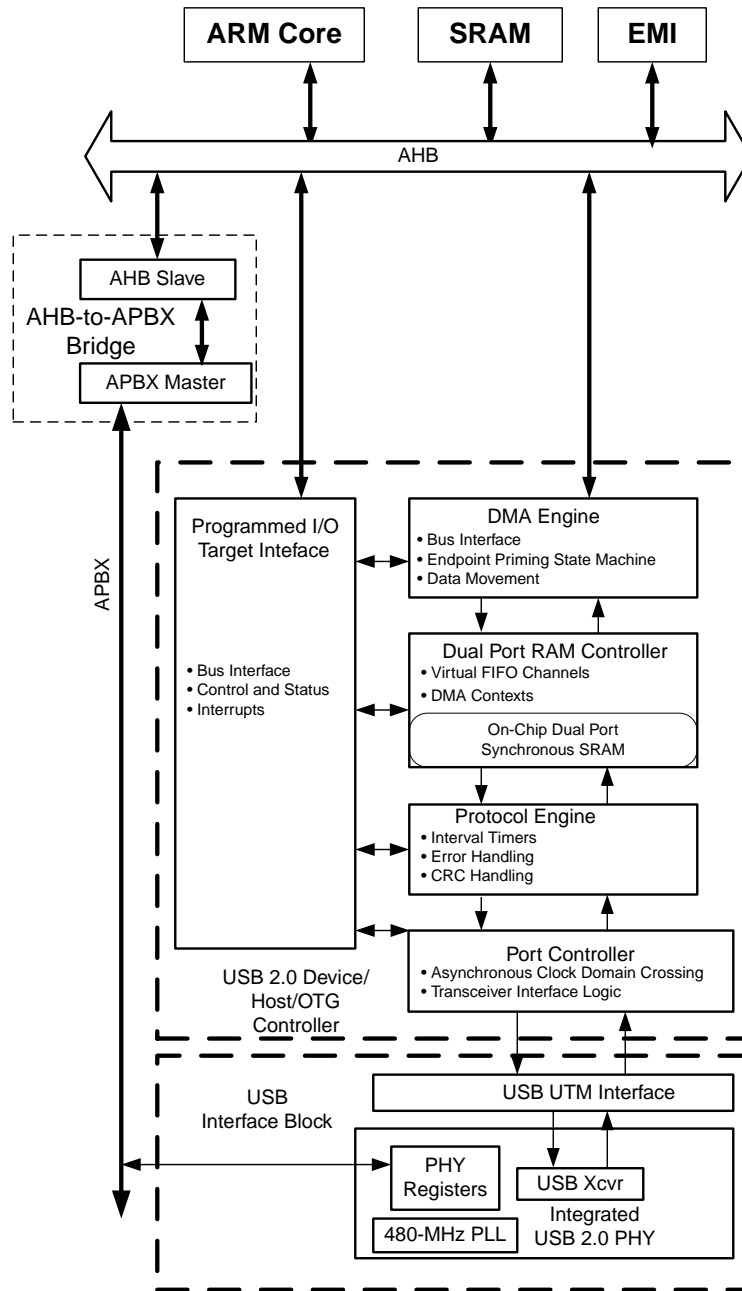 ARM Core
SRAM
EMI
AHB
AHB Slave
AHB-to-APBX
Bridge
APBX Master
APBX
Programmed I/O
Target Inteface
• Bus Interface
• Control and Status
• Interrupts
DMA Engine
• Bus Interface
• Endpoint Priming State Machine
• Data Movement
Dual Port RAM Controller
• Virtual FIFO Channels
• DMA Contexts
On-Chip Dual Port
Synchronous SRAM
Protocol Engine
• Interval Timers
• Error Handling
• CRC Handling
Port Controller
• Asynchronous Clock Domain Crossing
• Transceiver Interface Logic
USB 2.0 Device/
Host/OTG
Controller
USB UTM Interface
USB
Interface Block
PHY
Registers
USB Xcvr
Integrated
USB 2.0 PHY
480-MHz PLL